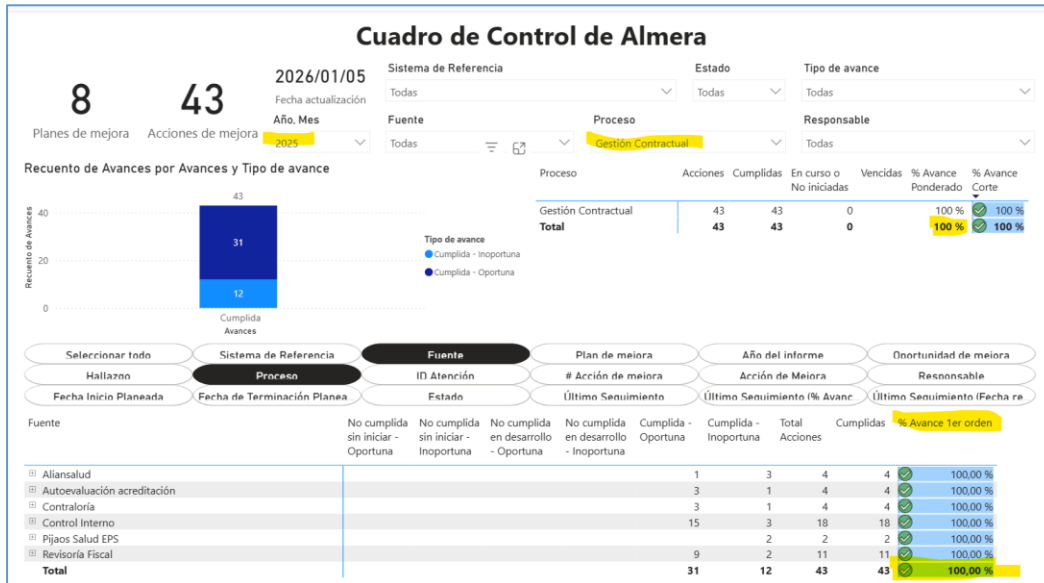 Cuadro de Control de Almera
8
Planes de mejora
43
Acciones de mejora
2026/01/05
Fecha actualización
Sistema de Referencia
Todas
Estado
Todas
Tipo de avance
Todas
Año, Mes
2025
Fuente
Todas
Proceso
Gestión Contractual
Responsable
Todas
Recuento de Avances por Avances y Tipo de avance
Recuento de Avances
40
20
0
43
31
12
Cumplida
Avances
Tipo de avance
Cumplida - Inoportuna
Cumplida - Oportuna
Proceso Acciones Cumplidas En curso o No iniciadas Vencidas % Avance Ponderado % Avance Corte
Gestión Contractual 43 43 0 100 % 100 %
Total 43 43 0 100 % 100 %
Seleccionar todo Sistema de Referencia Fuente Plan de mejora Año del informe Oportunidad de mejora
Hallazgo Proceso ID Atención # Acción de mejora Acción de Mejora Responsable
Fecha Inicio Planeada Fecha de Terminación Planea... Estado Último Seguimiento Último Seguimiento (% Avanc... Último Seguimiento (Fecha re...
Fuente No cumplida sin iniciar - Oportuna No cumplida sin iniciar - Inoportuna No cumplida en desarrollo - Oportuna No cumplida en desarrollo - Inoportuna Cumplida - Oportuna Cumplida - Inoportuna Total Acciones Cumplidas % Avance 1er orden
Aliansalud 1 3 4 4 100,00 %
Autoevaluación acreditación 3 1 4 4 100,00 %
Contraloría 3 1 4 4 100,00 %
Control Interno 15 3 18 18 100,00 %
Pijaos Salud EPS 2 2 2 100,00 %
Revisoría Fiscal 9 2 11 11 100,00 %
Total 31 12 43 43 100,00 %